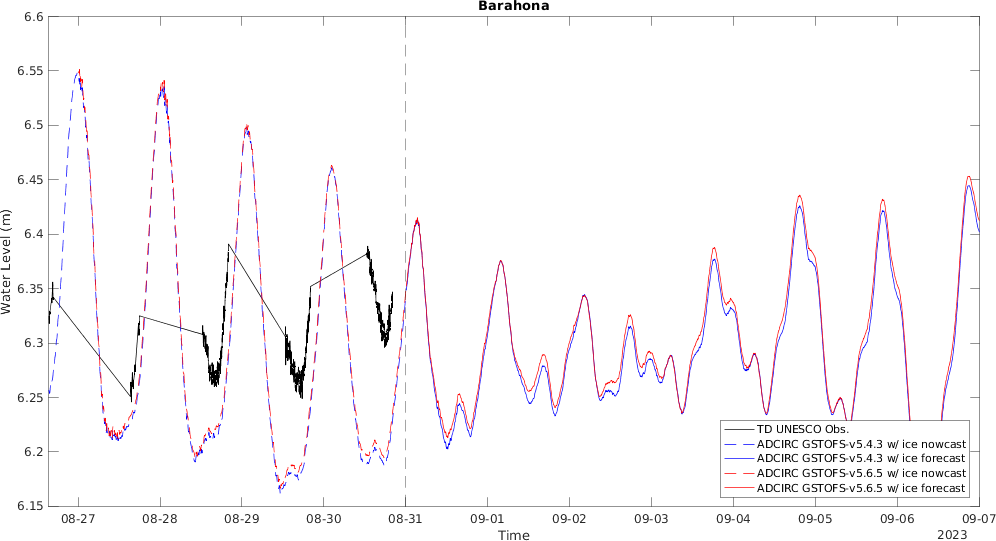 Barahona
6.6
6.55
6.5
6.45
6.4
6.35
6.3
6.25
6.2
6.15
Water Level (m)
TD UNESCO Obs.
ADCIRC GSTOFS-v5.4.3 w/ ice nowcast
ADCIRC GSTOFS-v5.4.3 w/ ice forecast
ADCIRC GSTOFS-v5.6.5 w/ ice nowcast
ADCIRC GSTOFS-v5.6.5 w/ ice forecast
08-27 08-28 08-29 08-30 08-31 09-01 09-02 09-03 09-04 09-05 09-06 09-07
Time
2023